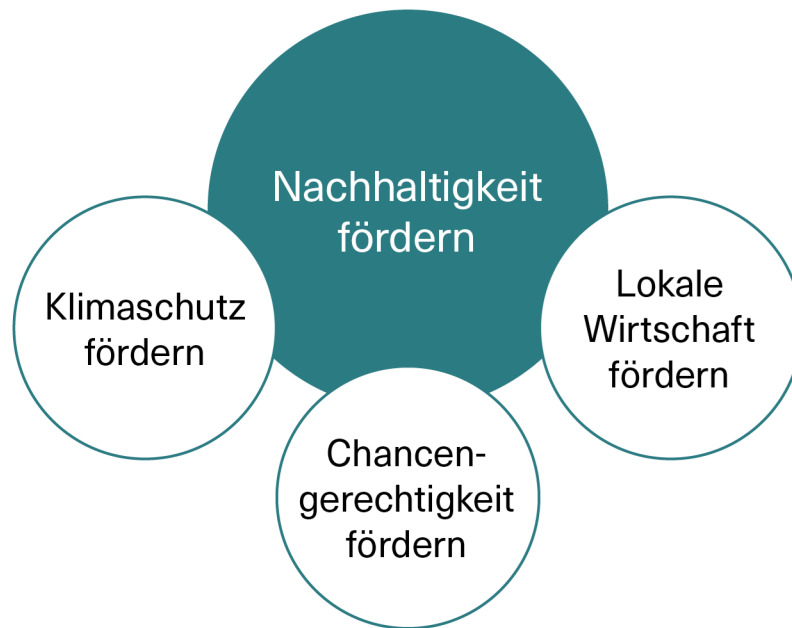 Nachhaltigkeit
fördern
Klimaschutz
fördern
Chancen-
gerechtigkeit
fördern
Lokale
Wirtschaft
fördern